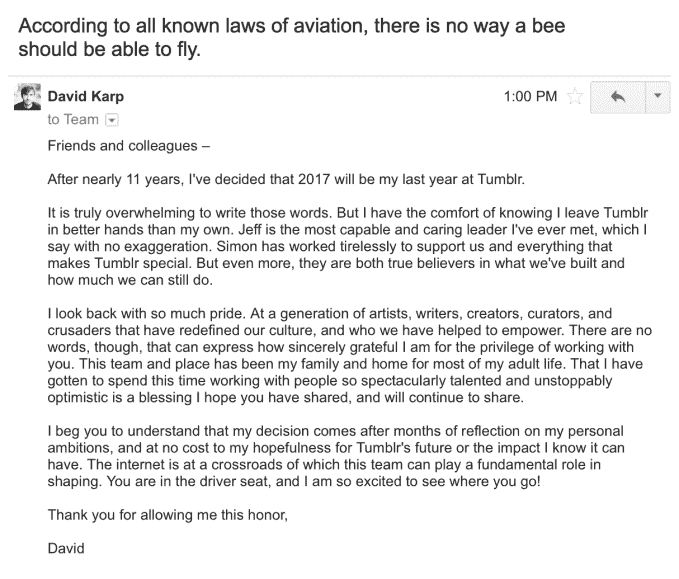 According to all known laws of aviation, there is no way a bee
should be able to fly.
David Karp
1:00 PM
to Team
Friends and colleagues –
After nearly 11 years, I've decided that 2017 will be my last year at Tumblr.
It is truly overwhelming to write those words. But I have the comfort of knowing I leave Tumblr
in better hands than my own. Jeff is the most capable and caring leader I've ever met, which I
say with no exaggeration. Simon has worked tirelessly to support us and everything that
makes Tumblr special. But even more, they are both true believers in what we've built and
how much we can still do.
I look back with so much pride. At a generation of artists, writers, creators, curators, and
crusaders that have redefined our culture, and who we have helped to empower. There are no
words, though, that can express how sincerely grateful I am for the privilege of working with
you. This team and place has been my family and home for most of my adult life. That I have
gotten to spend this time working with people so spectacularly talented and unstoppably
optimistic is a blessing I hope you have shared, and will continue to share.
I beg you to understand that my decision comes after months of reflection on my personal
ambitions, and at no cost to my hopefulness for Tumblr's future or the impact I know it can
have. The internet is at a crossroads of which this team can play a fundamental role in
shaping. You are in the driver seat, and I am so excited to see where you go!
Thank you for allowing me this honor,
David